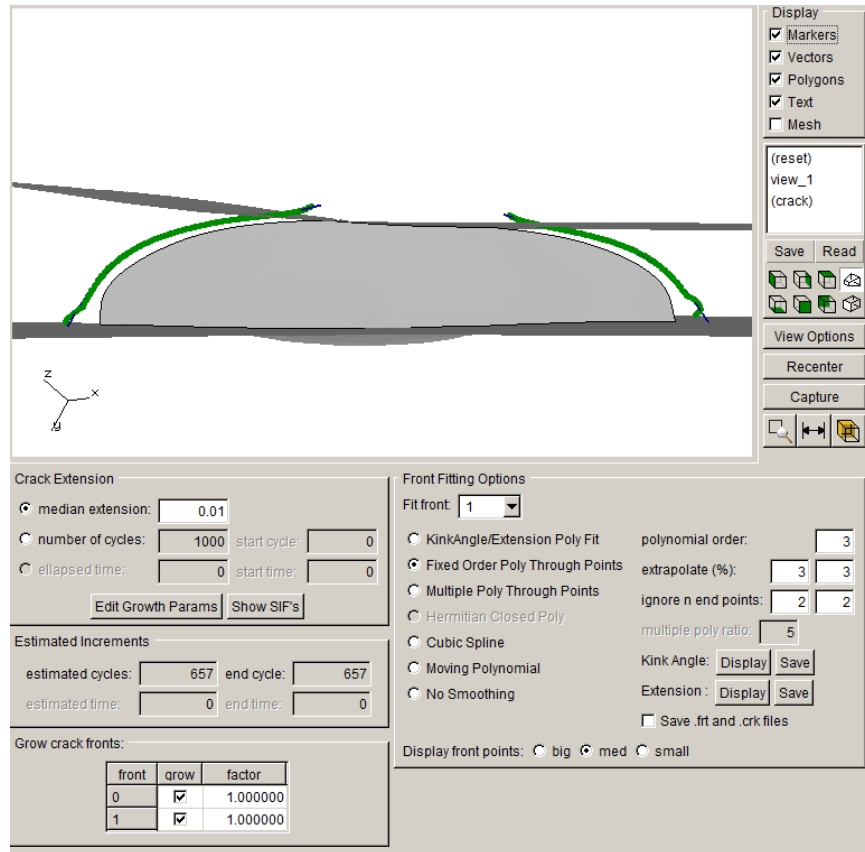 Display
Markers
Vectors
Polygons
Text
Mesh
(reset)
view_1
(crack)
Save Read
View Options
Recenter
Capture
z
x
y
Crack Extension
median extension: 0.01
number of cycles: 1000 start cycle: 0
ellapsed time: 0 start time: 0
Edit Growth Params Show SIF's
Estimated Increments
estimated cycles: 657 end cycle: 657
estimated time: 0 end time: 0
Grow crack fronts:
front grow factor
0 1.000000
1 1.000000
Front Fitting Options
Fit front: 1
KinkAngle/Extension Poly Fit
Fixed Order Poly Through Points
Multiple Poly Through Points
Hermitian Closed Poly
Cubic Spline
Moving Polynomial
No Smoothing
polynomial order: 3
extrapolate (%): 3 3
ignore n end points: 2 2
multiple poly ratio: 5
Kink Angle: Display Save
Extension : Display Save
Save .frt and .crk files
Display front points: big med small